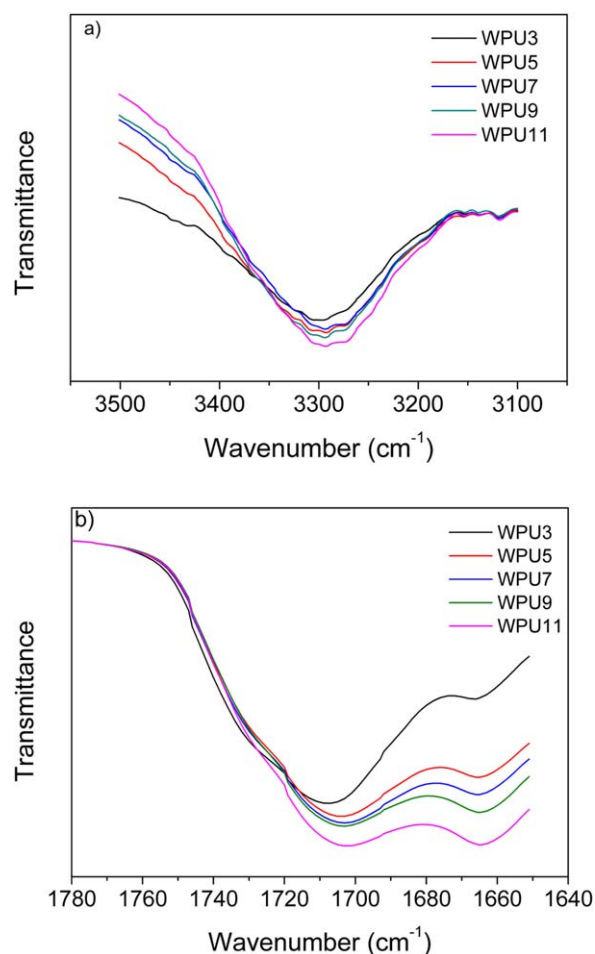 a)
WPU3
WPU5
WPU7
WPU9
WPU11
Transmittance
3500 3400 3300 3200 3100
Wavenumber (cm⁻¹)
b)
WPU3
WPU5
WPU7
WPU9
WPU11
Transmittance
1780 1760 1740 1720 1700 1680 1660 1640
Wavenumber (cm⁻¹)